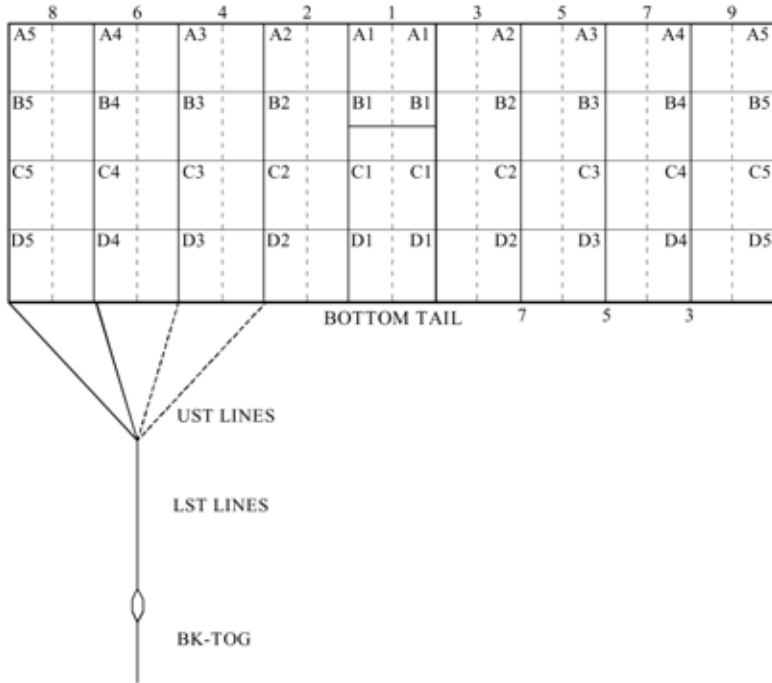 8 6 4 2 1 3 5 7 9
A5 A4 A3 A2 A1 A1 A2 A3 A4 A5
B5 B4 B3 B2 B1 B1 B2 B3 B4 B5
C5 C4 C3 C2 C1 C1 C2 C3 C4 C5
D5 D4 D3 D2 D1 D1 D2 D3 D4 D5
BOTTOM TAIL 7 5 3
UST LINES
LST LINES
BK-TOG